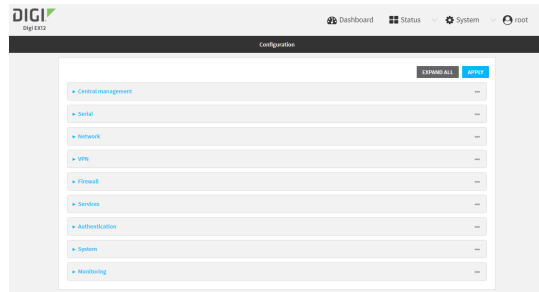 DIGI
Digi EX12
Dashboard Status System root
Configuration
EXPAND ALL APPLY
Central management
Serial
Network
VPN
Firewall
Services
Authentication
System
Monitoring